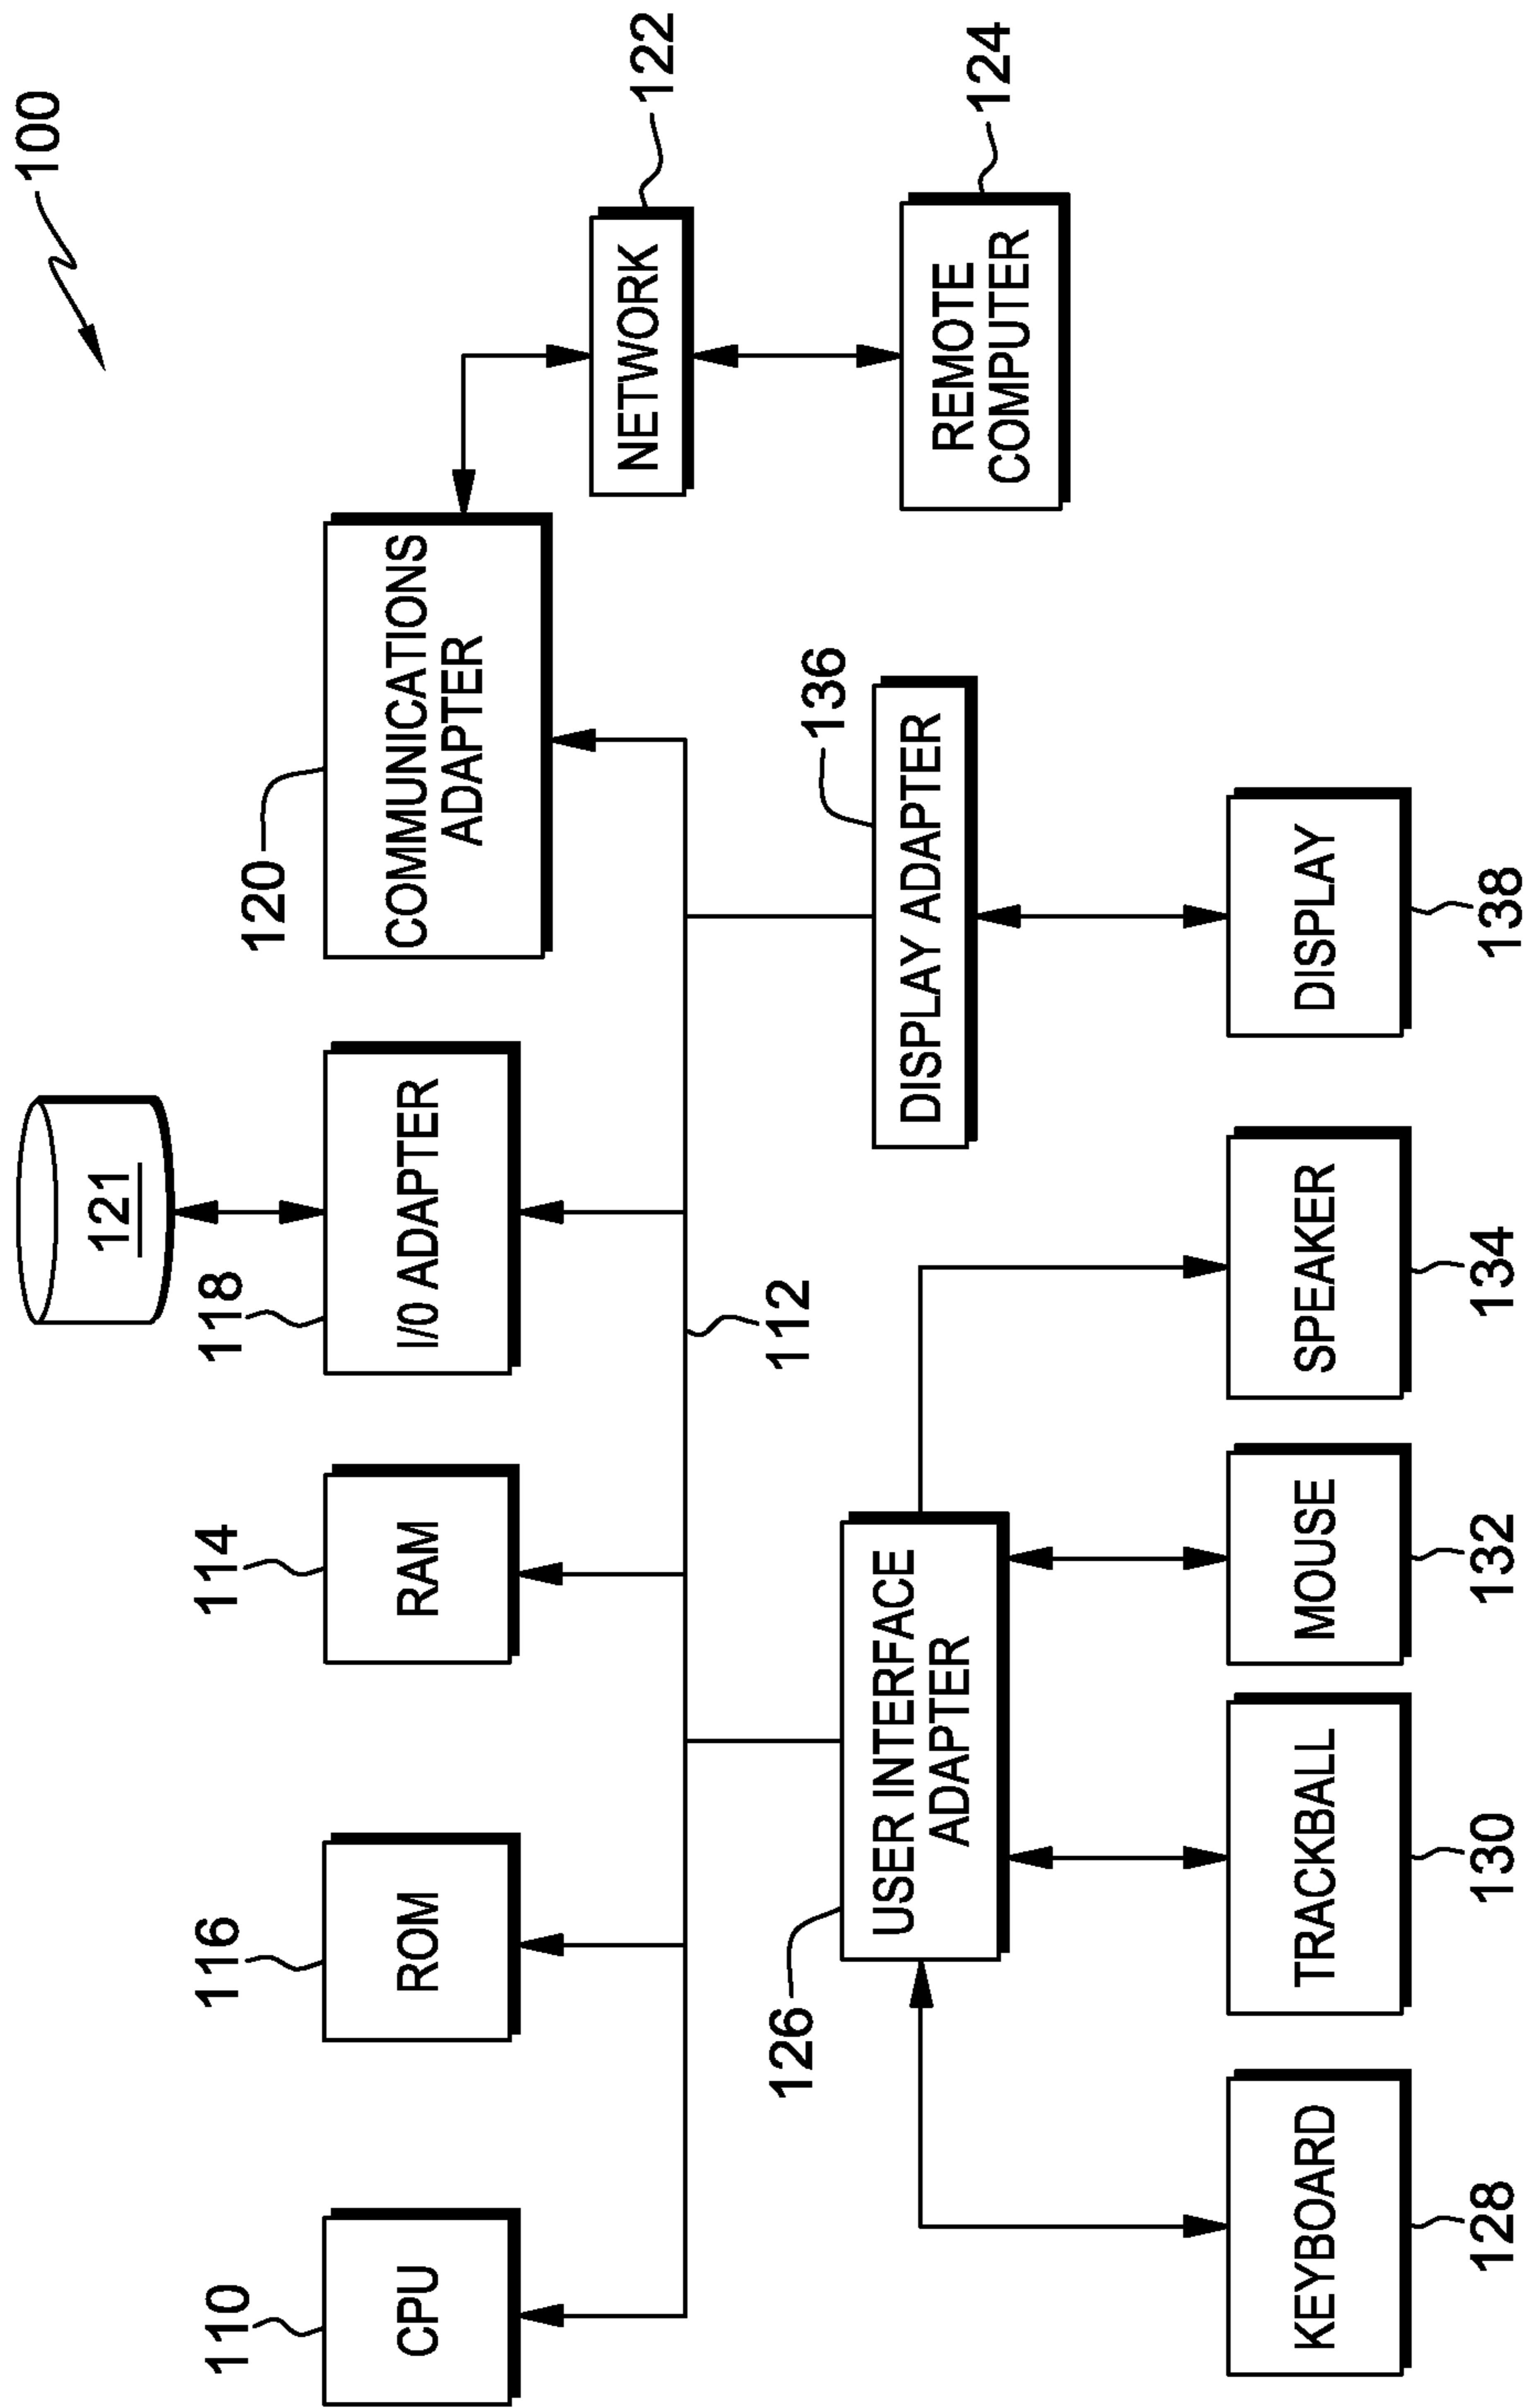 100
121
110
CPU
116
ROM
114
RAM
118
I/0 ADAPTER
120
COMMUNICATIONS
ADAPTER
112
NETWORK
122
126
USER INTERFACE
ADAPTER
136
DISPLAY ADAPTER
REMOTE
COMPUTER
124
KEYBOARD
128
TRACKBALL
130
MOUSE
132
SPEAKER
134
DISPLAY
138